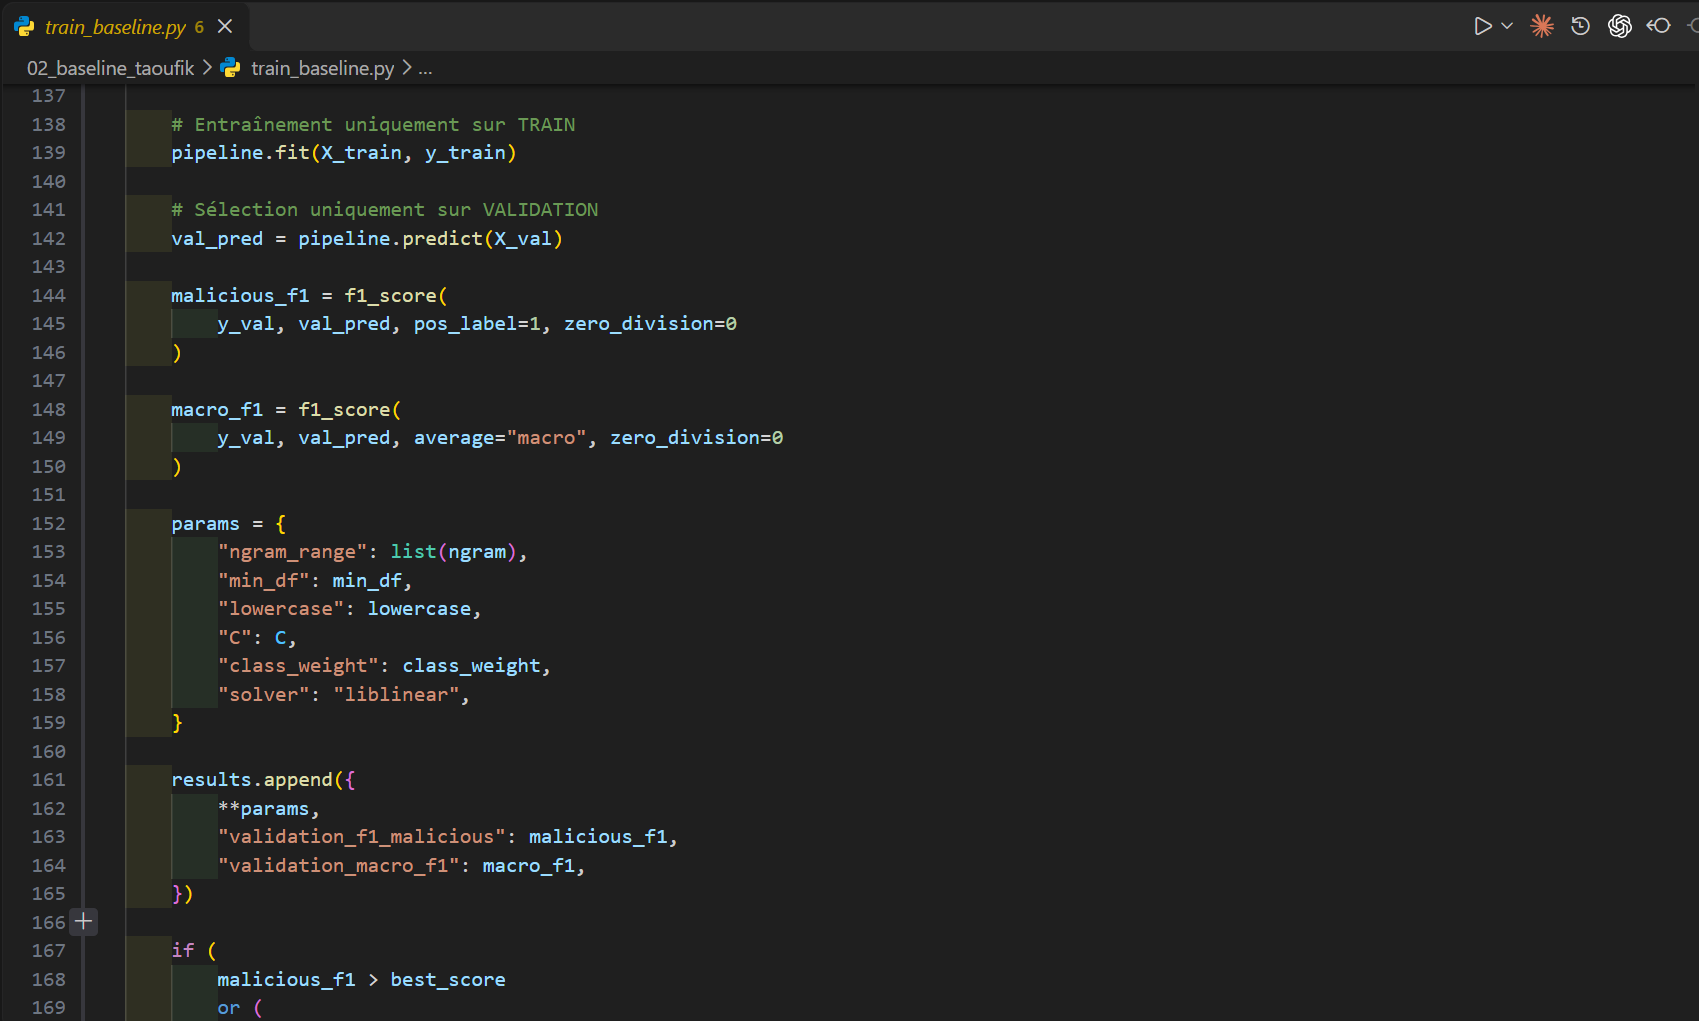 train_baseline.py 6
02_baseline_taoufik > train_baseline.py > ...
137
138 # Entraînement uniquement sur TRAIN
139 pipeline.fit(X_train, y_train)
140
141 # Sélection uniquement sur VALIDATION
142 val_pred = pipeline.predict(X_val)
143
144 malicious_f1 = f1_score(
145 y_val, val_pred, pos_label=1, zero_division=0
146 )
147
148 macro_f1 = f1_score(
149 y_val, val_pred, average="macro", zero_division=0
150 )
151
152 params = {
153 "ngram_range": list(ngram),
154 "min_df": min_df,
155 "lowercase": lowercase,
156 "C": C,
157 "class_weight": class_weight,
158 "solver": "liblinear",
159 }
160
161 results.append({
162 **params,
163 "validation_f1_malicious": malicious_f1,
164 "validation_macro_f1": macro_f1,
165 })
166
167 if (
168 malicious_f1 > best_score
169 or (